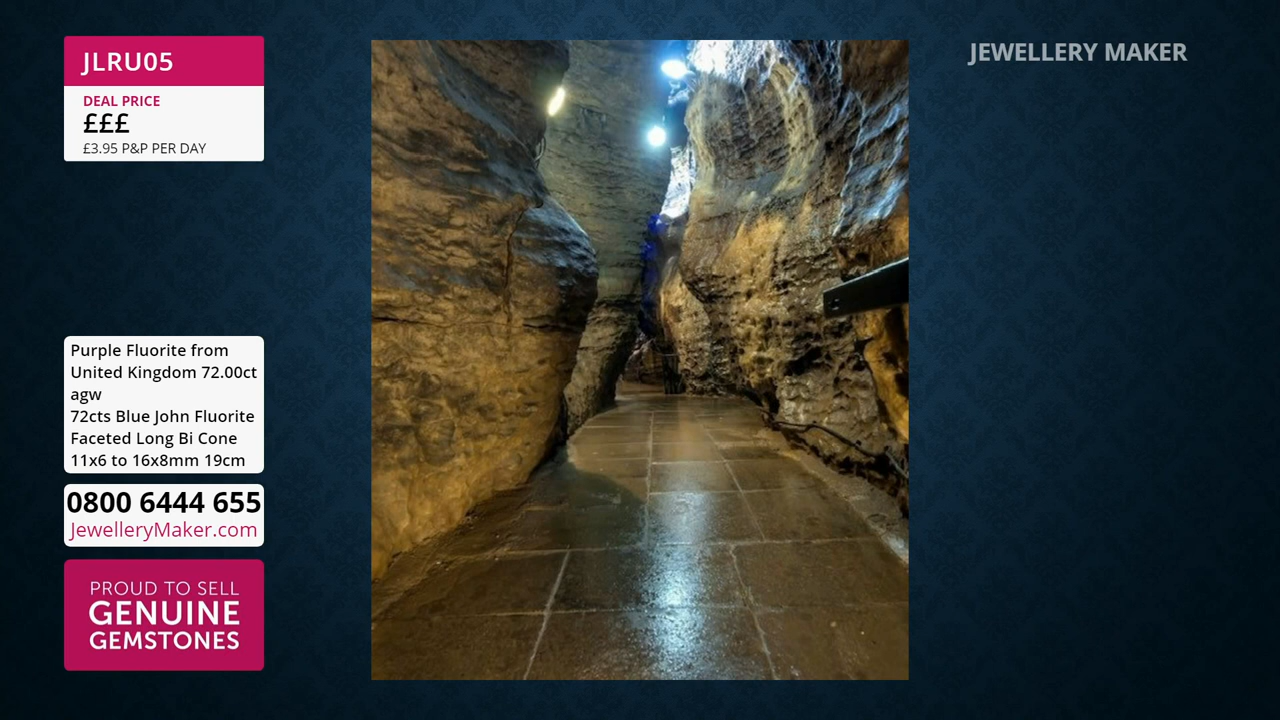 JLRU05
DEAL PRICE
£££
£3.95 P&P PER DAY
JEWELLERY MAKER
Purple Fluorite from
United Kingdom 72.00ct
agw
72cts Blue John Fluorite
Faceted Long Bi Cone
11x6 to 16x8mm 19cm
0800 6444 655
JewelleryMaker.com
PROUD TO SELL
GENUINE
GEMSTONES